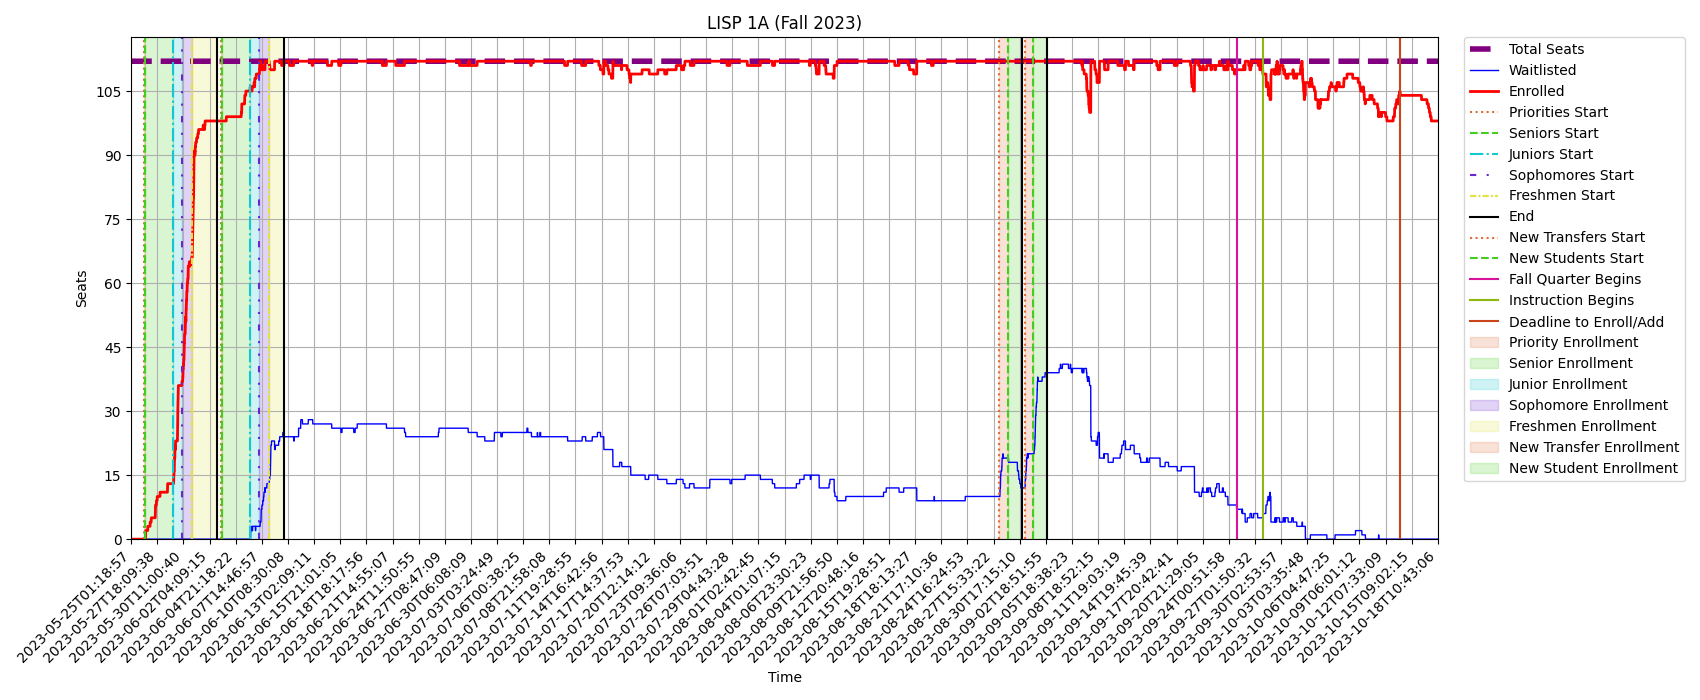 LISP 1A (Fall 2023)
Seats
105
90
75
60
45
30
15
0
2023-05-25T01:18:57
2023-05-27T18:09:38
2023-05-30T11:00:40
2023-06-02T04:09:15
2023-06-04T21:18:22
2023-06-07T14:46:57
2023-06-10T08:30:08
2023-06-13T02:09:11
2023-06-15T21:01:05
2023-06-18T18:17:56
2023-06-21T14:55:07
2023-06-24T11:50:55
2023-06-27T08:47:09
2023-06-30T06:08:09
2023-07-03T03:24:49
2023-07-06T00:38:25
2023-07-08T21:58:08
2023-07-11T19:28:55
2023-07-14T16:42:56
2023-07-17T14:37:53
2023-07-20T12:14:12
2023-07-23T09:36:06
2023-07-26T07:03:51
2023-07-29T04:43:28
2023-08-01T02:42:45
2023-08-04T01:07:15
2023-08-06T23:30:23
2023-08-09T21:56:50
2023-08-12T20:48:16
2023-08-15T19:28:51
2023-08-18T18:13:27
2023-08-21T17:10:36
2023-08-24T16:24:53
2023-08-27T15:33:22
2023-08-30T17:15:10
2023-09-02T18:51:55
2023-09-05T18:38:23
2023-09-08T18:52:15
2023-09-11T19:03:19
2023-09-14T19:45:39
2023-09-17T20:42:41
2023-09-20T21:29:05
2023-09-24T00:51:58
2023-09-27T01:50:32
2023-09-30T02:53:57
2023-10-03T03:35:48
2023-10-06T04:47:25
2023-10-09T06:01:12
2023-10-12T07:33:09
2023-10-15T09:02:15
2023-10-18T10:43:06
Time
Total Seats
Waitlisted
Enrolled
Priorities Start
Seniors Start
Juniors Start
Sophomores Start
Freshmen Start
End
New Transfers Start
New Students Start
Fall Quarter Begins
Instruction Begins
Deadline to Enroll/Add
Priority Enrollment
Senior Enrollment
Junior Enrollment
Sophomore Enrollment
Freshmen Enrollment
New Transfer Enrollment
New Student Enrollment